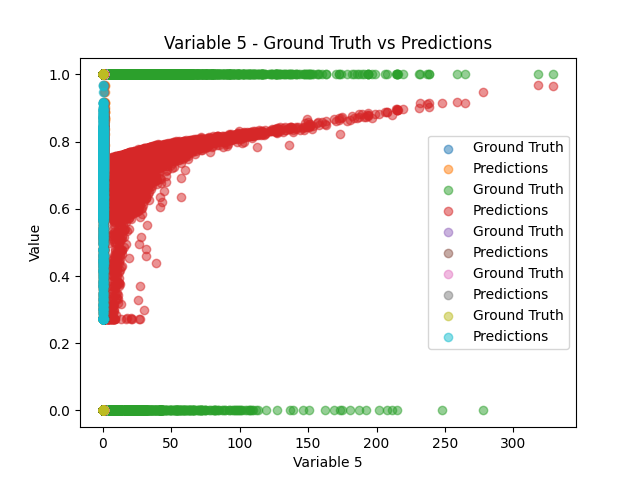 Variable 5 - Ground Truth vs Predictions
1.0
0.8
0.6
0.4
0.2
0.0
Value
Ground Truth
Predictions
Ground Truth
Predictions
Ground Truth
Predictions
Ground Truth
Predictions
Ground Truth
Predictions
0 50 100 150 200 250 300
Variable 5